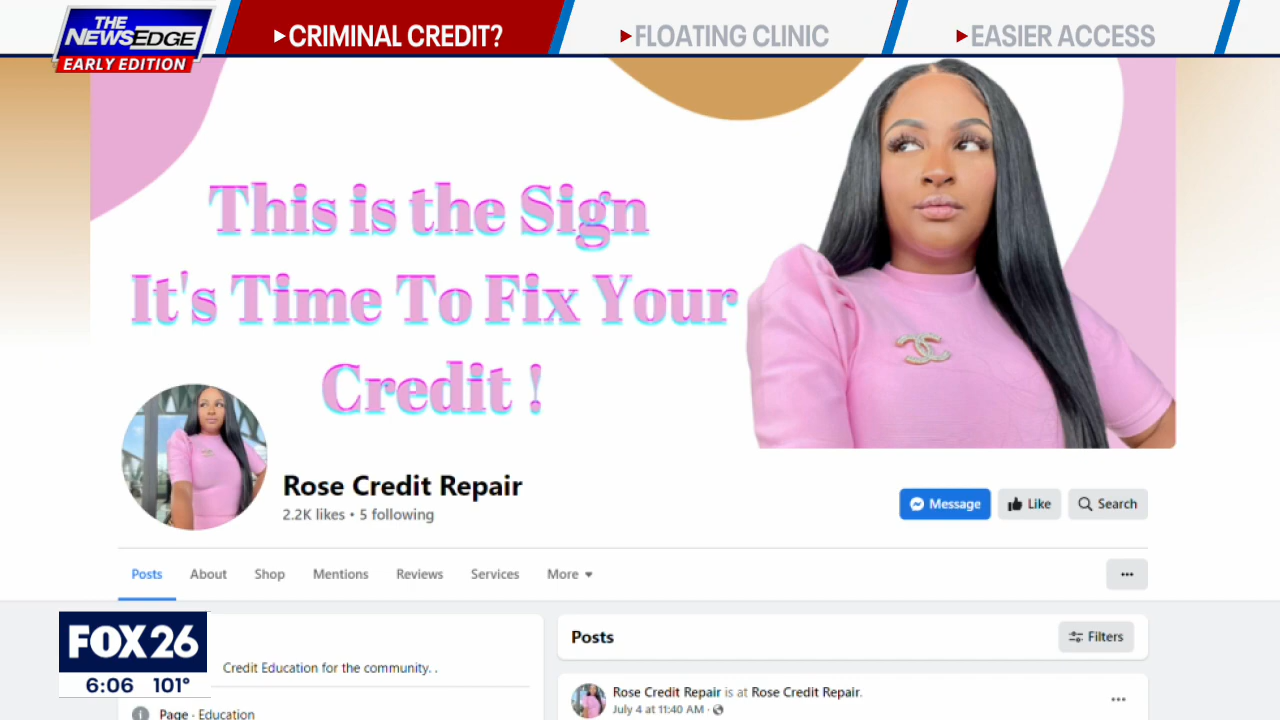 THE
NEWSEDGE
EARLY EDITION
CRIMINAL CREDIT?
FLOATING CLINIC
EASIER ACCESS
This is the Sign
It's Time To Fix Your
Credit !
Rose Credit Repair
2.2K likes • 5 following
Message
Like
Search
Posts
About
Shop
Mentions
Reviews
Services
More
Posts
Filters
Credit Education for the community. .
Page · Education
Rose Credit Repair is at Rose Credit Repair.
July 4 at 11:40 AM ·
FOX 26
6:06 101°